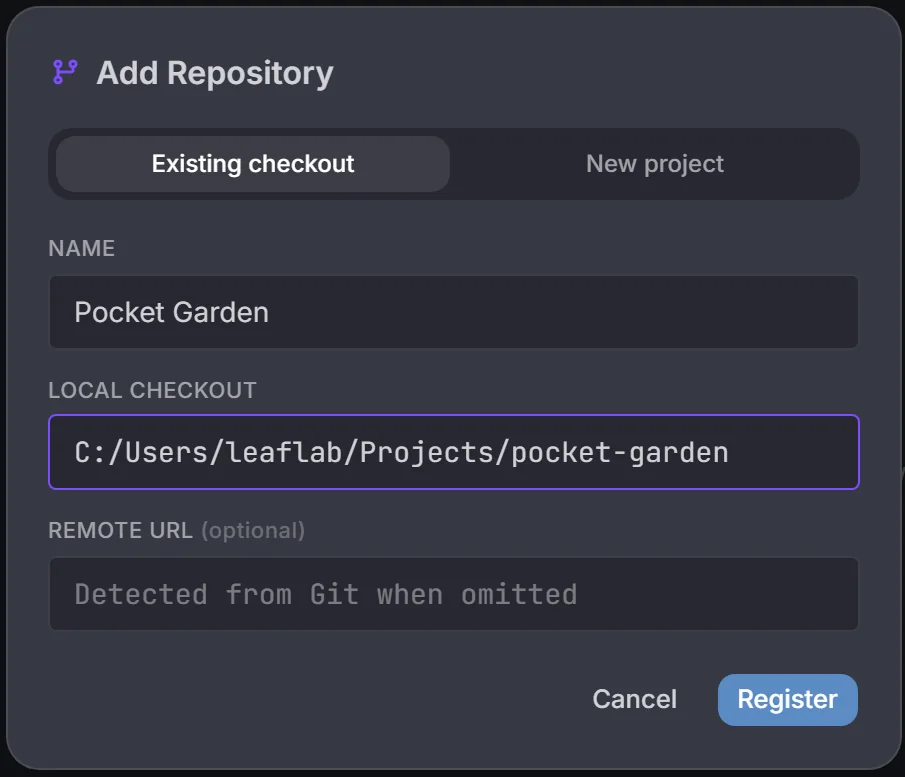 Add Repository
Existing checkout
New project
NAME
Pocket Garden
LOCAL CHECKOUT
C:/Users/leaflab/Projects/pocket-garden
REMOTE URL (optional)
Detected from Git when omitted
Cancel
Register